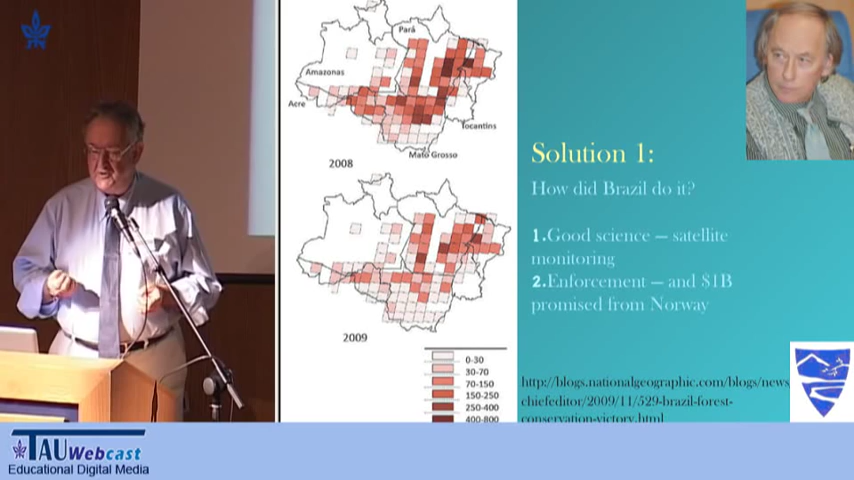 Pará
Amazonas
Acre
Tocantins
Mato Grosso
2008
2009
0-30
30-70
70-150
150-250
250-400
400-800
Solution 1:
How did Brazil do it?
1.Good science — satellite
monitoring
2.Enforcement — and $1B
promised from Norway
http://blogs.nationalgeographic.com/blogs/news
chiefeditor/2009/11/529-brazil-forest-
conservation-victory.html
TAU Webcast
Educational Digital Media